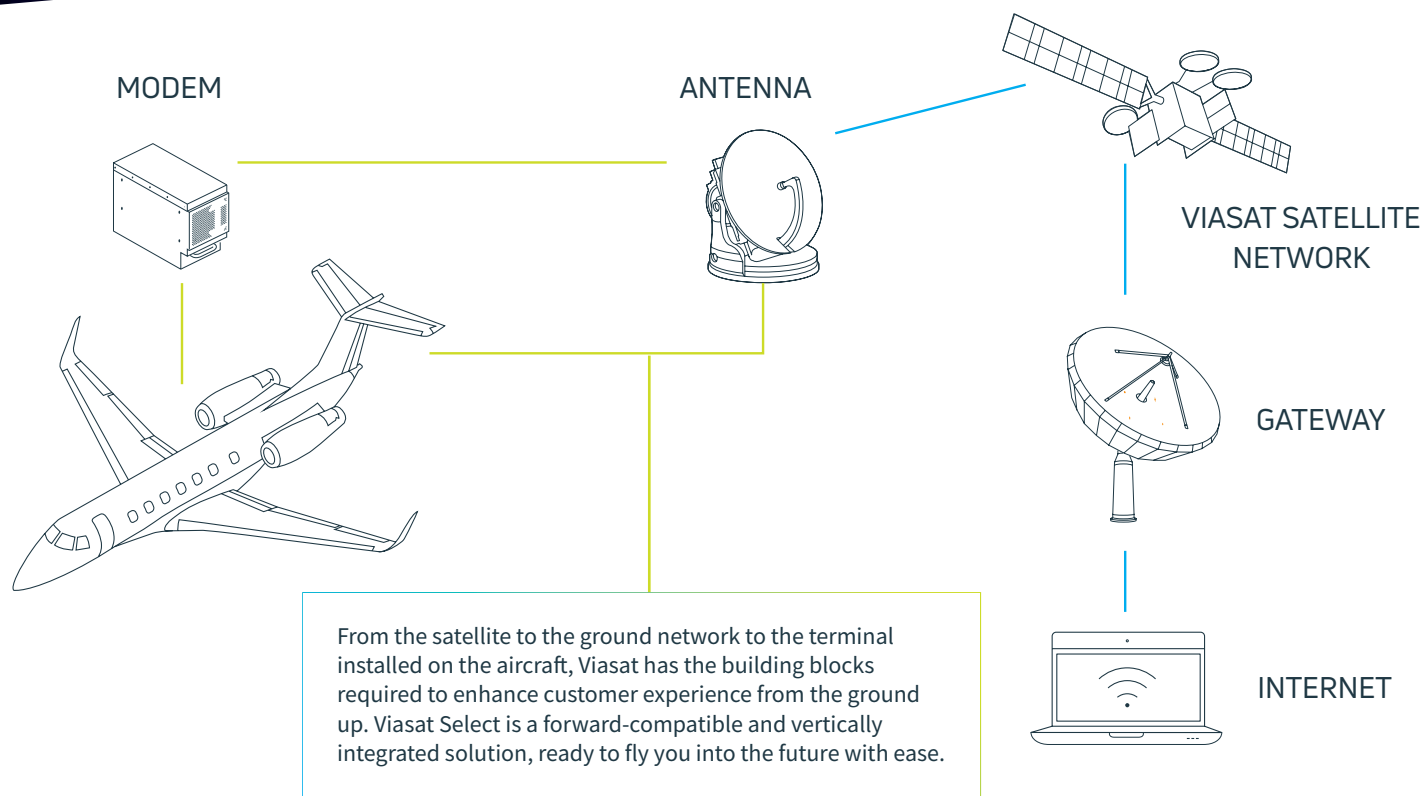 MODEM
ANTENNA
VIASAT SATELLITE
NETWORK
GATEWAY
INTERNET
From the satellite to the ground network to the terminal
installed on the aircraft, Viasat has the building blocks
required to enhance customer experience from the ground
up. Viasat Select is a forward-compatible and vertically
integrated solution, ready to fly you into the future with ease.